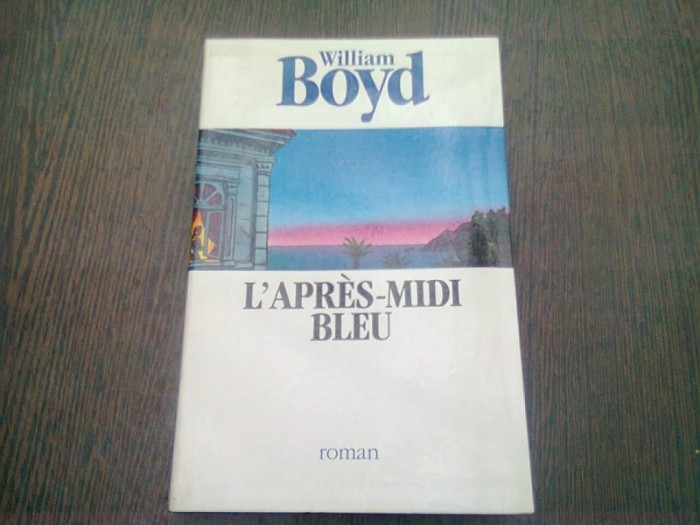 William
Boyd
L'APRÈS-MIDI
BLEU
roman